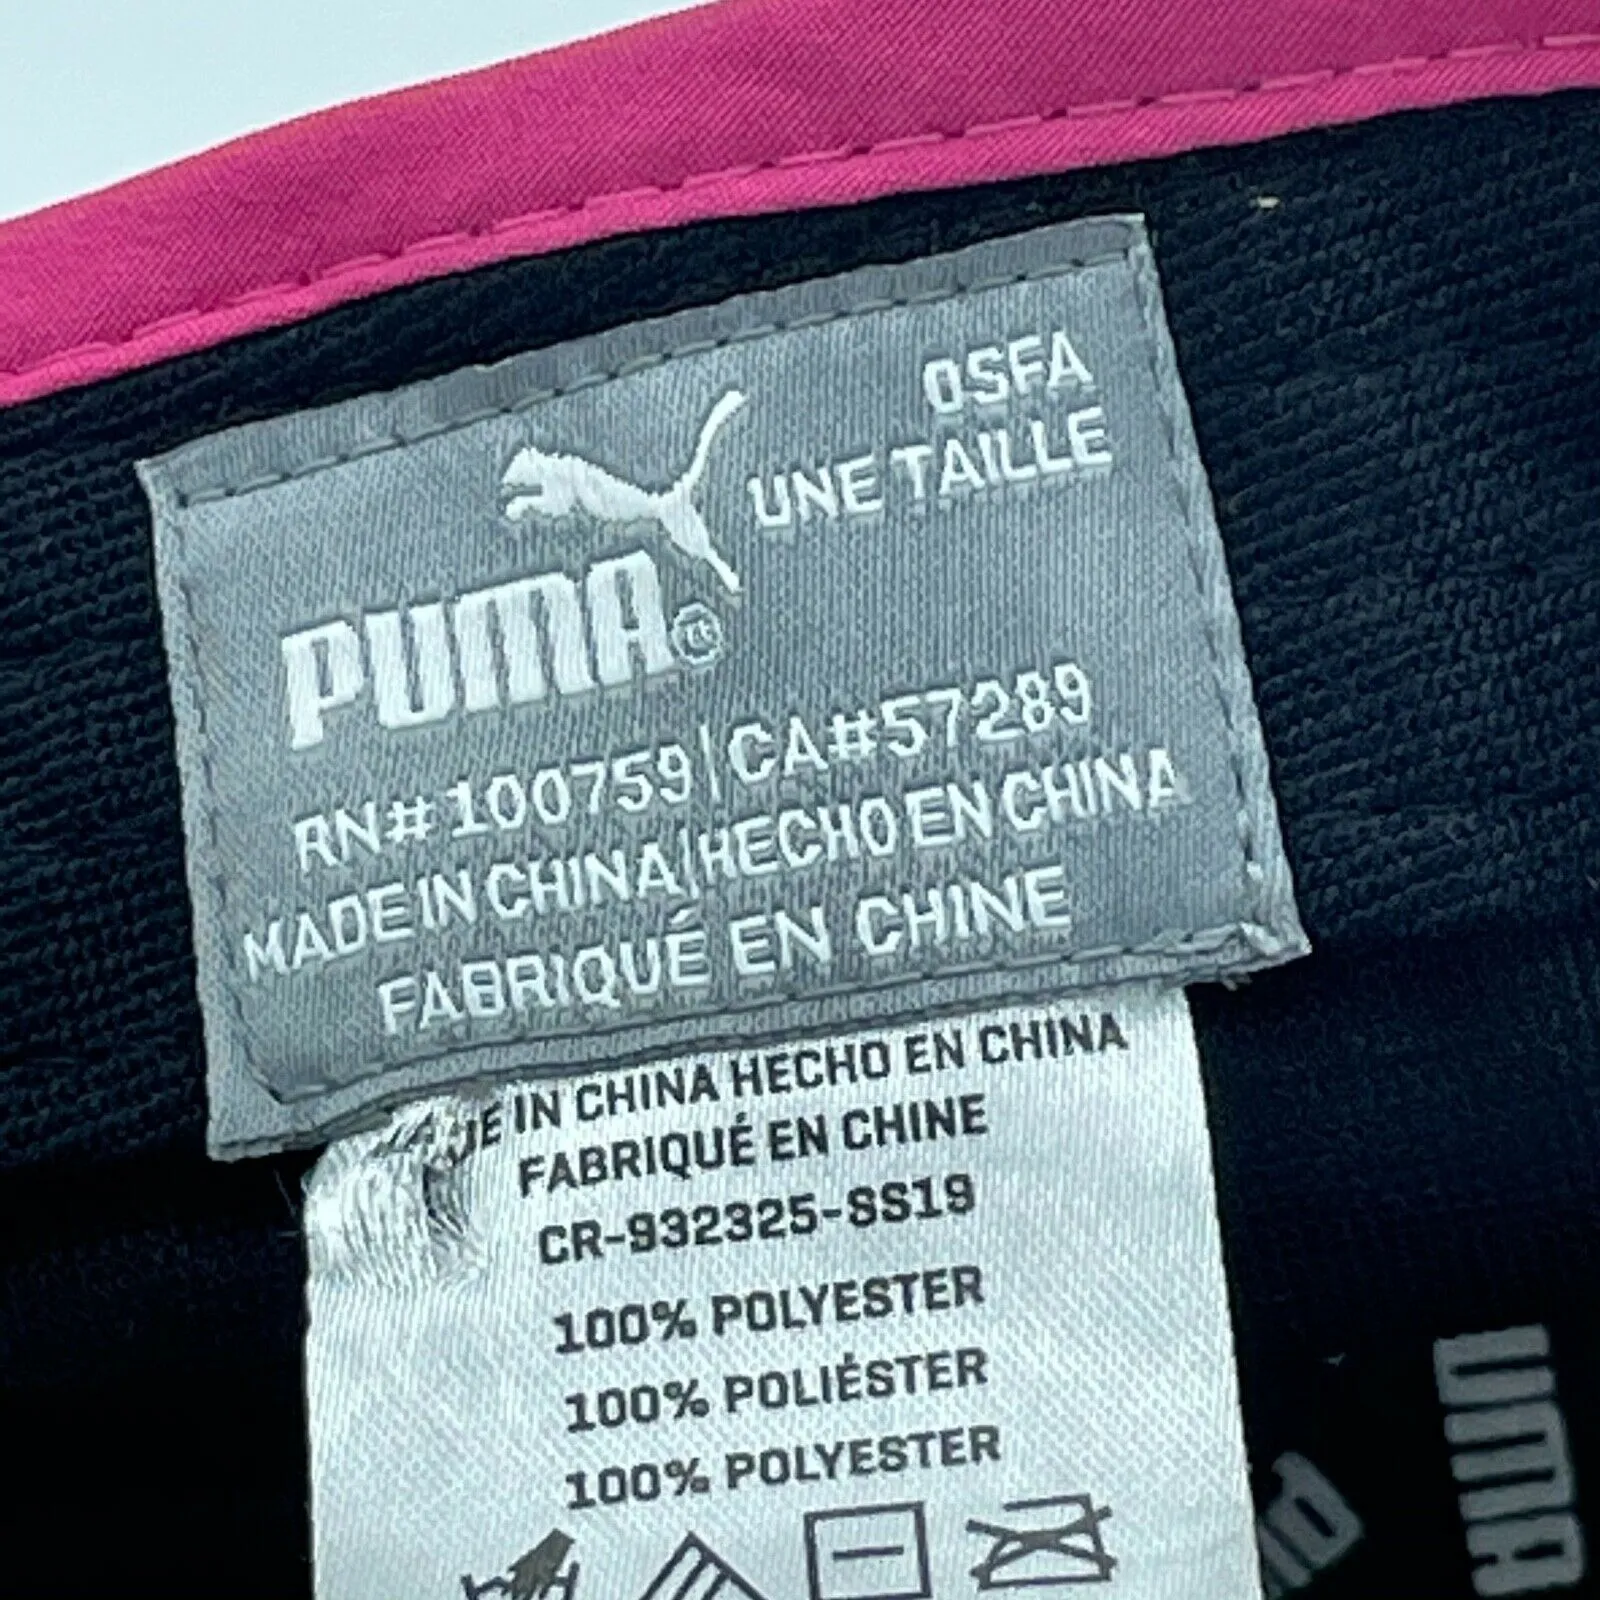 OSFA
UNE TAILLE
PUMA®
RN#100759|CA#57289
MADE IN CHINA/HECHO EN CHINA
FABRIQUÉ EN CHINE
DE IN CHINA HECHO EN CHINA
FABRIQUÉ EN CHINE
CR-932325-SS19
100% POLYESTER
100% POLIÉSTER
100% POLYESTER
UMA